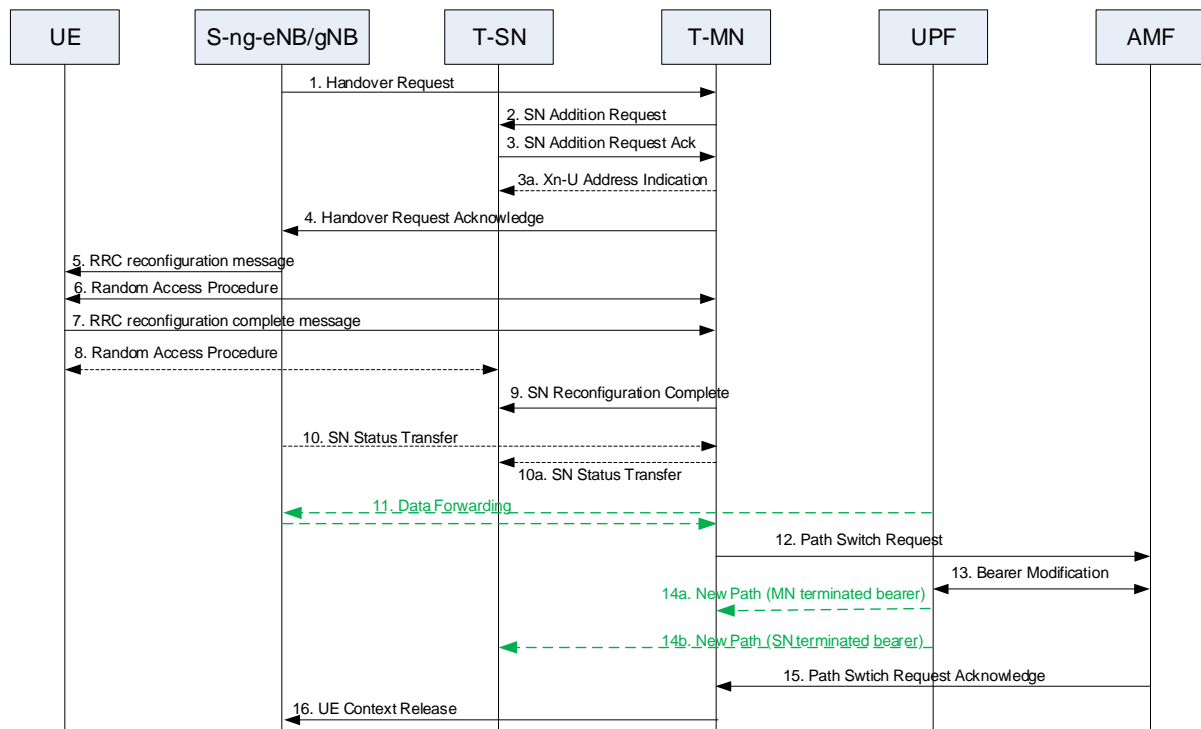 UE
S-ng-eNB/gNB
T-SN
T-MN
UPF
AMF
1. Handover Request
2. SN Addition Request
3. SN Addition Request Ack
3a. Xn-U Address Indication
4. Handover Request Acknowledge
5. RRC reconfiguration message
6. Random Access Procedure
7. RRC reconfiguration complete message
8. Random Access Procedure
9. SN Reconfiguration Complete
10. SN Status Transfer
10a. SN Status Transfer
11. Data Forwarding
12. Path Switch Request
13. Bearer Modification
14a. New Path (MN terminated bearer)
14b. New Path (SN terminated bearer)
15. Path Swtich Request Acknowledge
16. UE Context Release